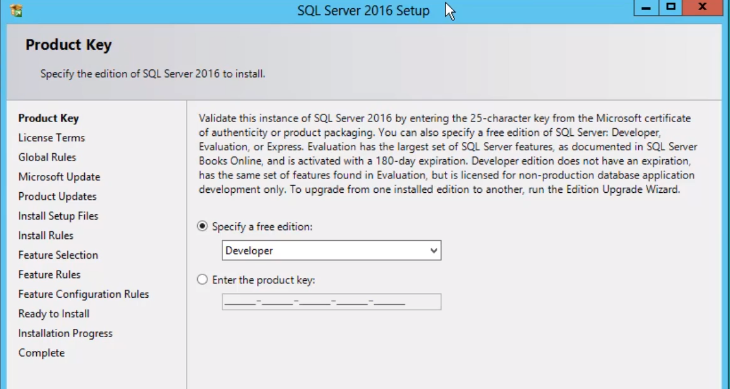 SQL Server 2016 Setup
Product Key
Specify the edition of SQL Server 2016 to install.
Product Key
License Terms
Global Rules
Microsoft Update
Product Updates
Install Setup Files
Install Rules
Feature Selection
Feature Rules
Feature Configuration Rules
Ready to Install
Installation Progress
Complete
Validate this instance of SQL Server 2016 by entering the 25-character key from the Microsoft certificate
of authenticity or product packaging. You can also specify a free edition of SQL Server: Developer,
Evaluation, or Express. Evaluation has the largest set of SQL Server features, as documented in SQL Server
Books Online, and is activated with a 180-day expiration. Developer edition does not have an expiration,
has the same set of features found in Evaluation, but is licensed for non-production database application
development only. To upgrade from one installed edition to another, run the Edition Upgrade Wizard.
Specify a free edition:
Developer
Enter the product key:
_____-_____-_____-_____-_____